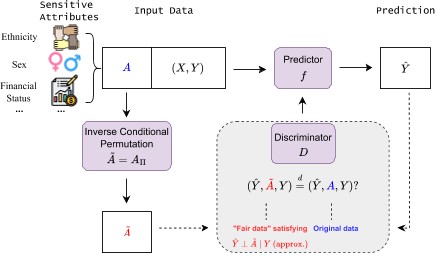 Sensitive
Attributes
Input Data
Prediction
Ethnicity
Sex
Financial
Status
...
...
A
(X, Y)
Predictor
f
Ŷ
Inverse Conditional
Permutation
Ã = A_Π
Discriminator
D
(Ŷ, Ã, Y) =^d (Ŷ, A, Y)?
Ã
"Fair data" satisfying
Original data
Ŷ ⊥ Ã | Y (approx.)